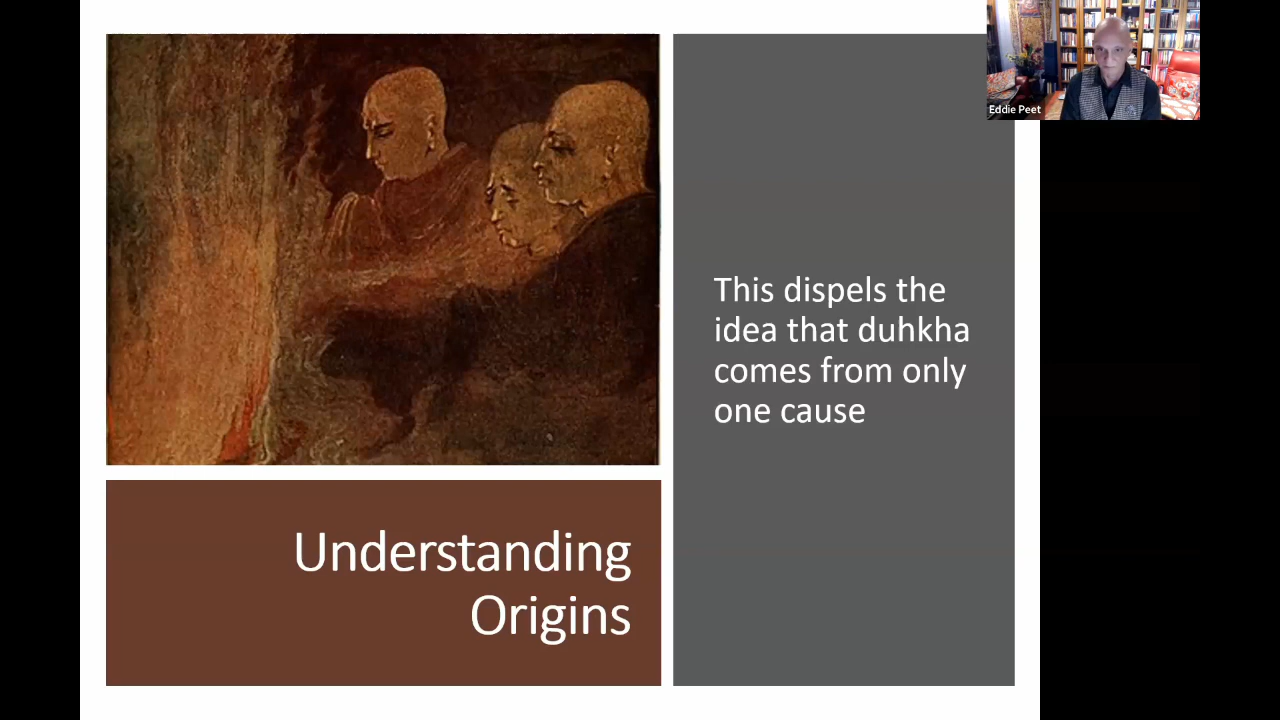 Eddie Peet
This dispels the
idea that duhkha
comes from only
one cause
Understanding
Origins